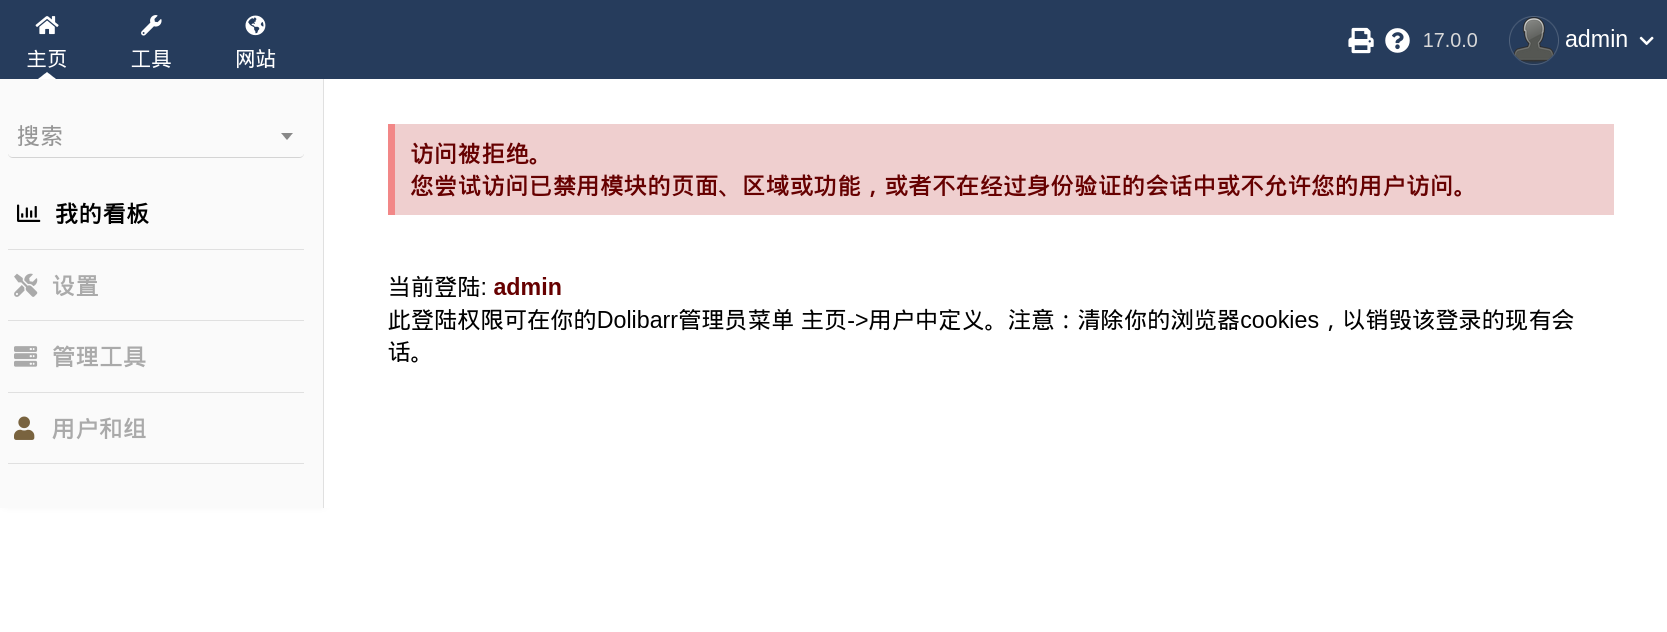 主页
工具
网站
17.0.0
admin
搜索
我的看板
设置
管理工具
用户和组
访问被拒绝。
您尝试访问已禁用模块的页面、区域或功能，或者不在经过身份验证的会话中或不允许您的用户访问。
当前登陆: admin
此登陆权限可在你的Dolibarr管理员菜单 主页->用户中定义。注意：清除你的浏览器cookies，以销毁该登录的现有会
话。